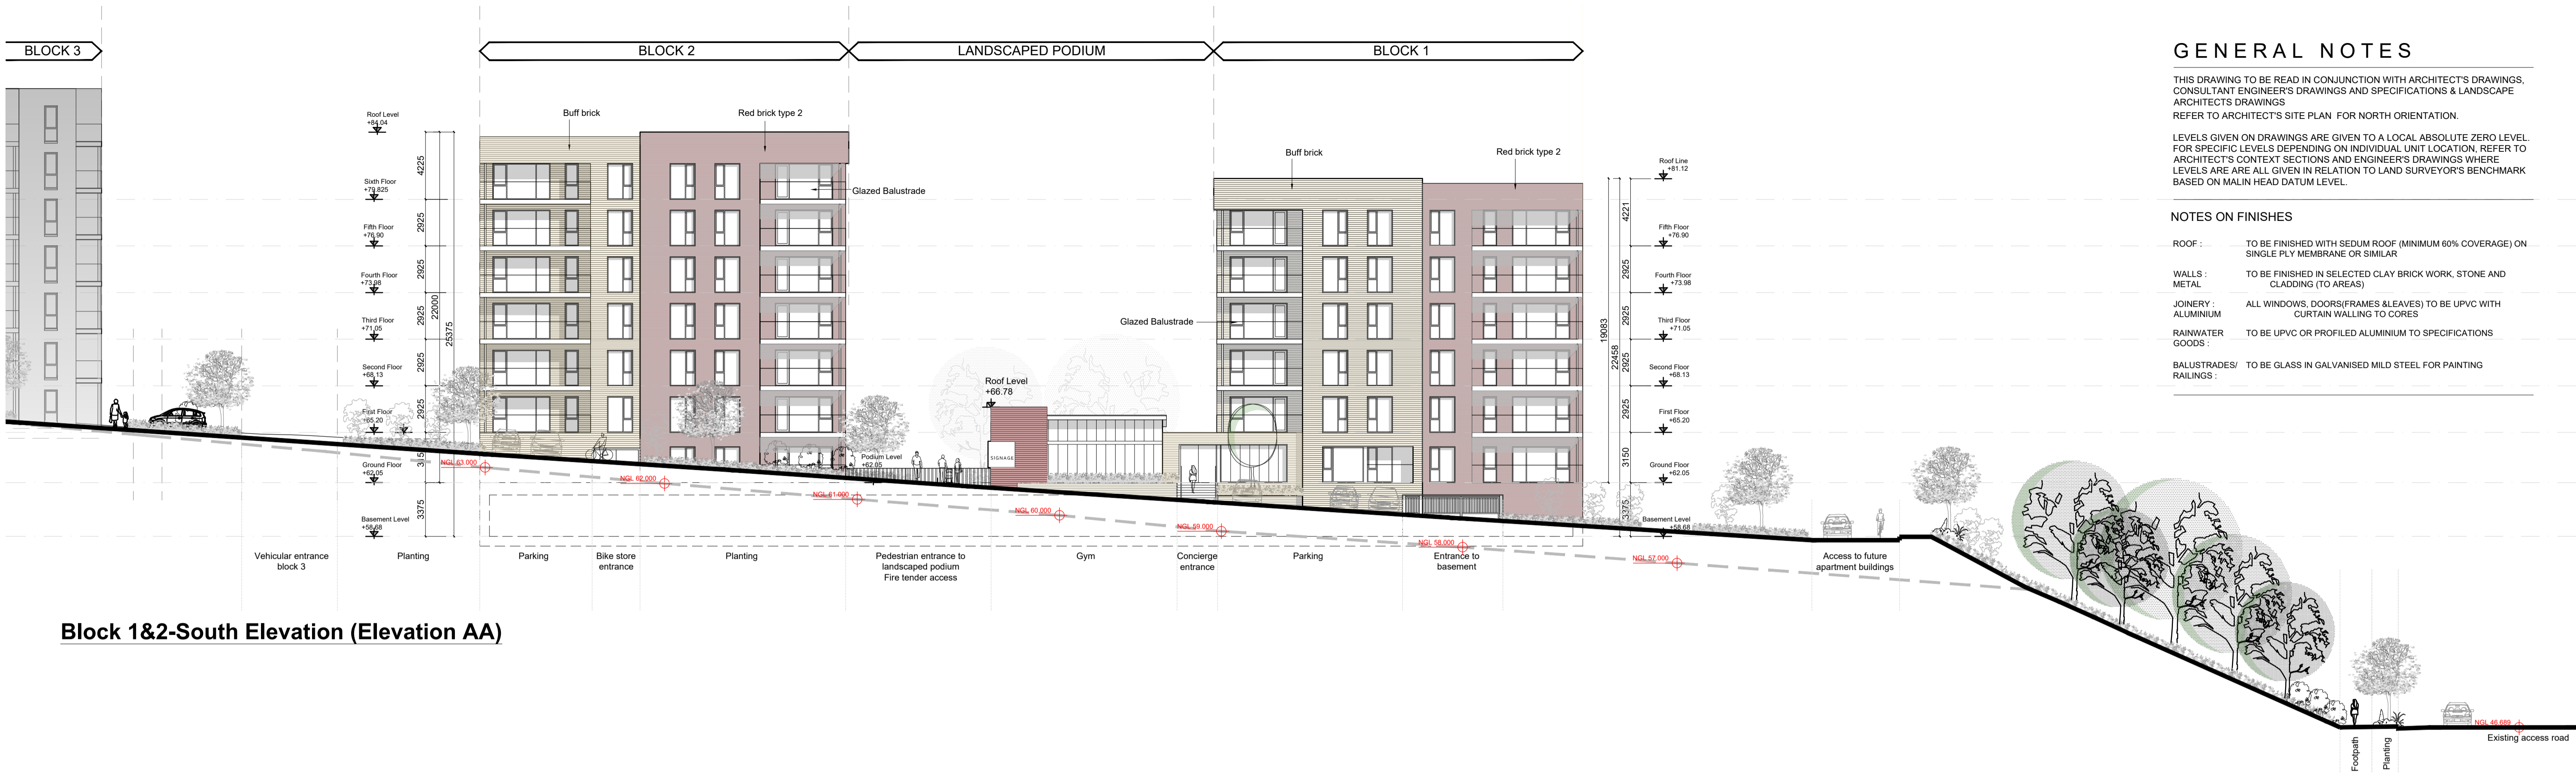 BLOCK 3
BLOCK 2
LANDSCAPED PODIUM
BLOCK 1
GENERAL NOTES
THIS DRAWING TO BE READ IN CONJUNCTION WITH ARCHITECT'S DRAWINGS,
CONSULTANT ENGINEER'S DRAWINGS AND SPECIFICATIONS & LANDSCAPE
ARCHITECTS DRAWINGS
REFER TO ARCHITECT'S SITE PLAN FOR NORTH ORIENTATION.
LEVELS GIVEN ON DRAWINGS ARE GIVEN TO A LOCAL ABSOLUTE ZERO LEVEL.
FOR SPECIFIC LEVELS DEPENDING ON INDIVIDUAL UNIT LOCATION, REFER TO
ARCHITECT'S CONTEXT SECTIONS AND ENGINEER'S DRAWINGS WHERE
LEVELS ARE ARE ALL GIVEN IN RELATION TO LAND SURVEYOR'S BENCHMARK
BASED ON MALIN HEAD DATUM LEVEL.
NOTES ON FINISHES
ROOF : TO BE FINISHED WITH SEDUM ROOF (MINIMUM 60% COVERAGE) ON
SINGLE PLY MEMBRANE OR SIMILAR
WALLS : TO BE FINISHED IN SELECTED CLAY BRICK WORK, STONE AND
METAL CLADDING (TO AREAS)
JOINERY : ALL WINDOWS, DOORS(FRAMES &LEAVES) TO BE UPVC WITH
ALUMINIUM CURTAIN WALLING TO CORES
RAINWATER TO BE UPVC OR PROFILED ALUMINIUM TO SPECIFICATIONS
GOODS :
BALUSTRADES/ TO BE GLASS IN GALVANISED MILD STEEL FOR PAINTING
RAILINGS :
Roof Level
+84.04
Sixth Floor
+79.825
Fifth Floor
+76.90
Fourth Floor
+73.98
Third Floor
+71.05
Second Floor
+68.13
First Floor
+65.20
Ground Floor
+62.05
Basement Level
+58.68
4225
2925
2925
2925
2925
2925
3150
3375
22000
25375
Buff brick
Red brick type 2
Glazed Balustrade
Buff brick
Red brick type 2
Glazed Balustrade
Roof Level
+66.78
SIGNAGE
Podium Level
+62.05
Roof Line
+81.12
Fifth Floor
+76.90
Fourth Floor
+73.98
Third Floor
+71.05
Second Floor
+68.13
First Floor
+65.20
Ground Floor
+62.05
Basement Level
+58.68
19083
22458
4221
2925
2925
2925
2925
3150
3375
NGL 63.000
NGL 62.000
NGL 61.000
NGL 60.000
NGL 59.000
NGL 58.000
NGL 57.000
NGL 46.689
Vehicular entrance
block 3
Planting
Parking
Bike store
entrance
Planting
Pedestrian entrance to
landscaped podium
Fire tender access
Gym
Concierge
entrance
Parking
Entrance to
basement
Access to future
apartment buildings
Footpath
Planting
Existing access road
Block 1&2-South Elevation (Elevation AA)